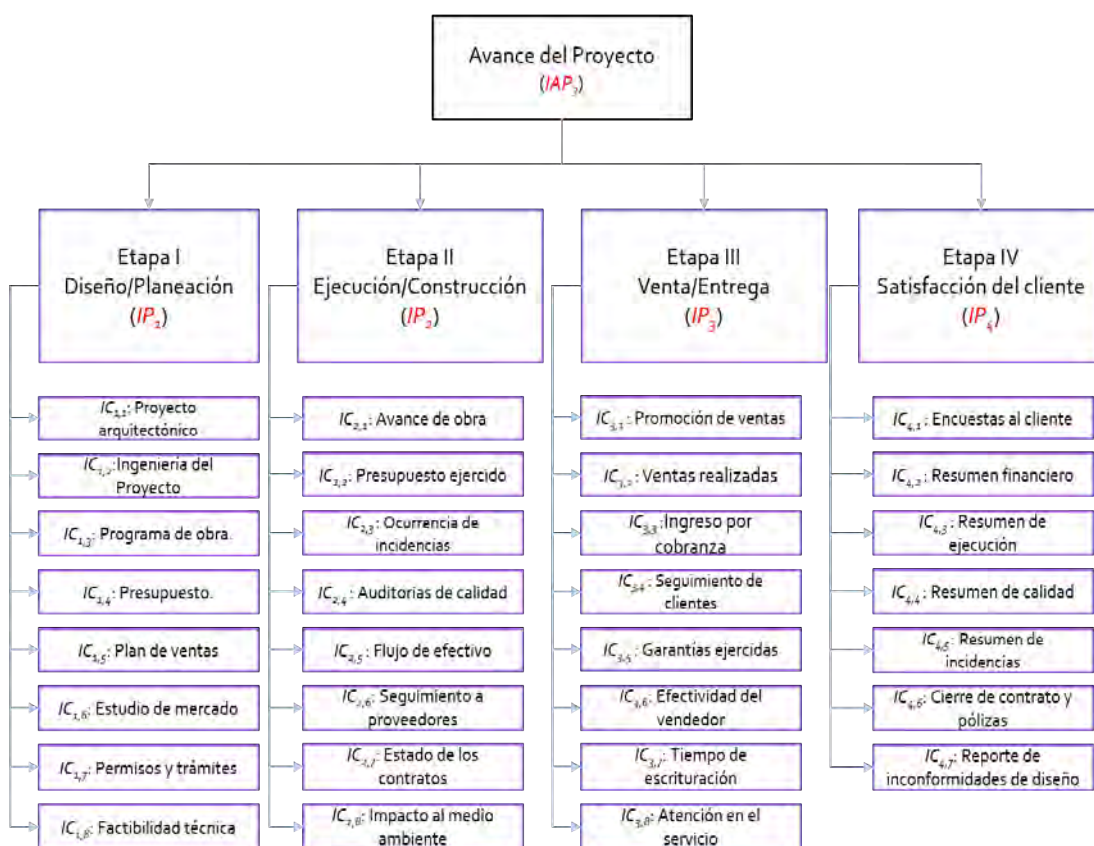 Avance del Proyecto
(IAP)
Etapa I
Diseño/Planeación
(IP₁)
IC₁,₁: Proyecto
arquitectónico
IC₁,₂: Ingeniería del
Proyecto
IC₁,₃: Programa de obra.
IC₁,₄: Presupuesto.
IC₁,₅: Plan de ventas
IC₁,₆: Estudio de mercado
IC₁,₇: Permisos y trámites
IC₁,₈: Factibilidad técnica
Etapa II
Ejecución/Construcción
(IP₂)
IC₂,₁: Avance de obra
IC₂,₂: Presupuesto ejercido
IC₂,₃: Ocurrencia de
incidencias
IC₂,₄: Auditorias de calidad
IC₂,₅: Flujo de efectivo
IC₂,₆: Seguimiento a
proveedores
IC₂,₇: Estado de los
contratos
IC₂,₈: Impacto al medio
ambiente
Etapa III
Venta/Entrega
(IP₃)
IC₃,₁: Promoción de ventas
IC₃,₂: Ventas realizadas
IC₃,₃: Ingreso por
cobranza
IC₃,₄: Seguimiento de
clientes
IC₃,₅: Garantías ejercidas
IC₃,₆: Efectividad del
vendedor
IC₃,₇: Tiempo de
escrituración
IC₃,₈: Atención en el
servicio
Etapa IV
Satisfacción del cliente
(IP₄)
IC₄,₁: Encuestas al cliente
IC₄,₂: Resumen financiero
IC₄,₃: Resumen de
ejecución
IC₄,₄: Resumen de calidad
IC₄,₅: Resumen de
incidencias
IC₄,₆: Cierre de contrato y
pólizas
IC₄,₇: Reporte de
inconformidades de diseño